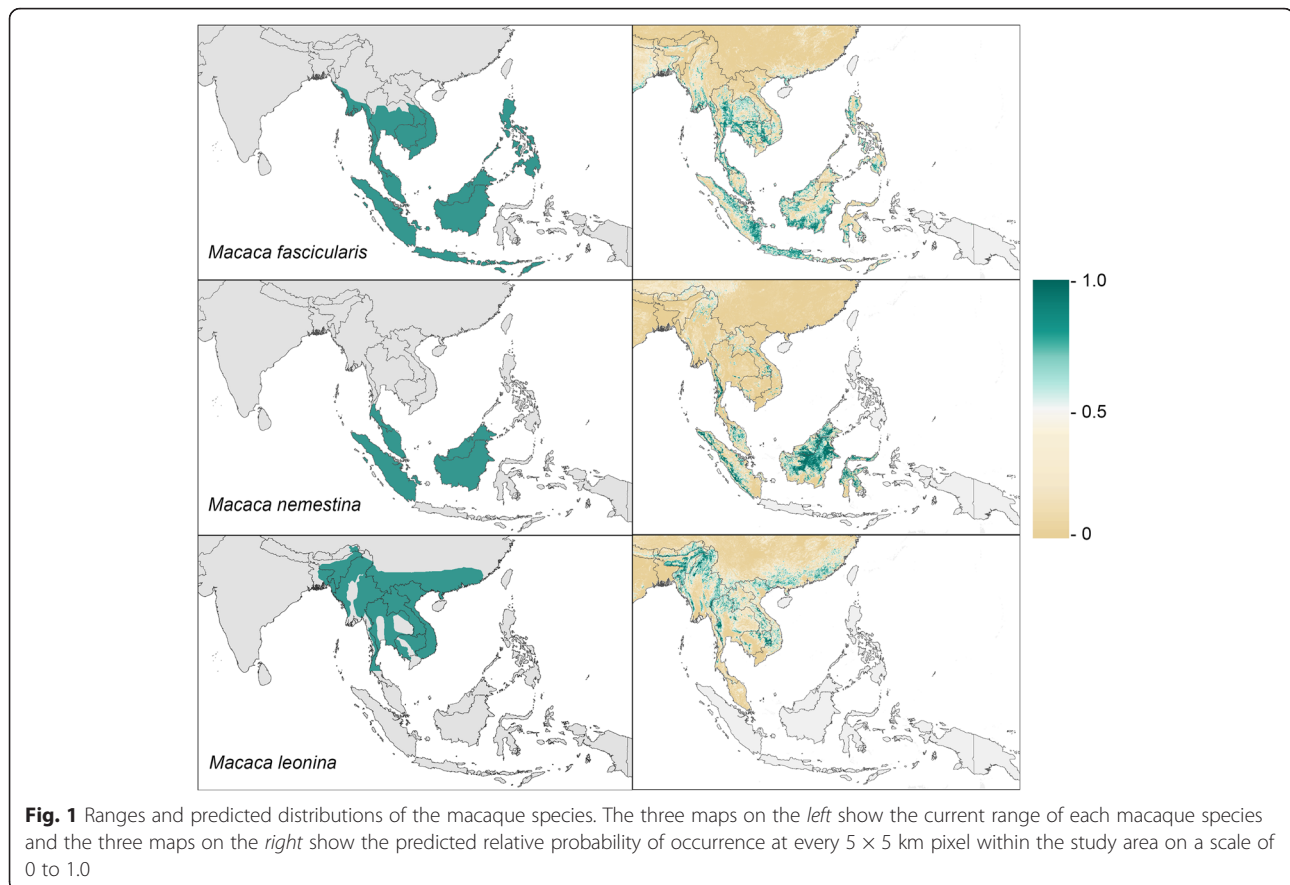 Macaca fascicularis
- 1.0
Macaca nemestina
- 0.5
- 0
Macaca leonina
Fig. 1 Ranges and predicted distributions of the macaque species. The three maps on the left show the current range of each macaque species
and the three maps on the right show the predicted relative probability of occurrence at every 5 × 5 km pixel within the study area on a scale of
0 to 1.0